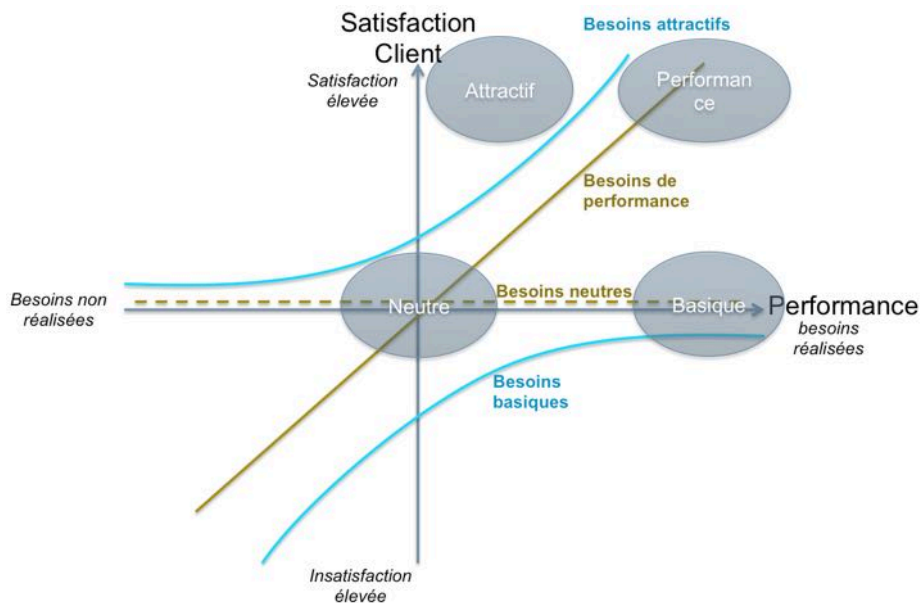 Satisfaction
Client
Besoins attractifs
Satisfaction
élevée
Attractif
Performan
ce
Besoins de
performance
Besoins non
réalisées
Neutre
Besoins neutres
Basique
Performance
besoins
réalisées
Besoins
basiques
Insatisfaction
élevée